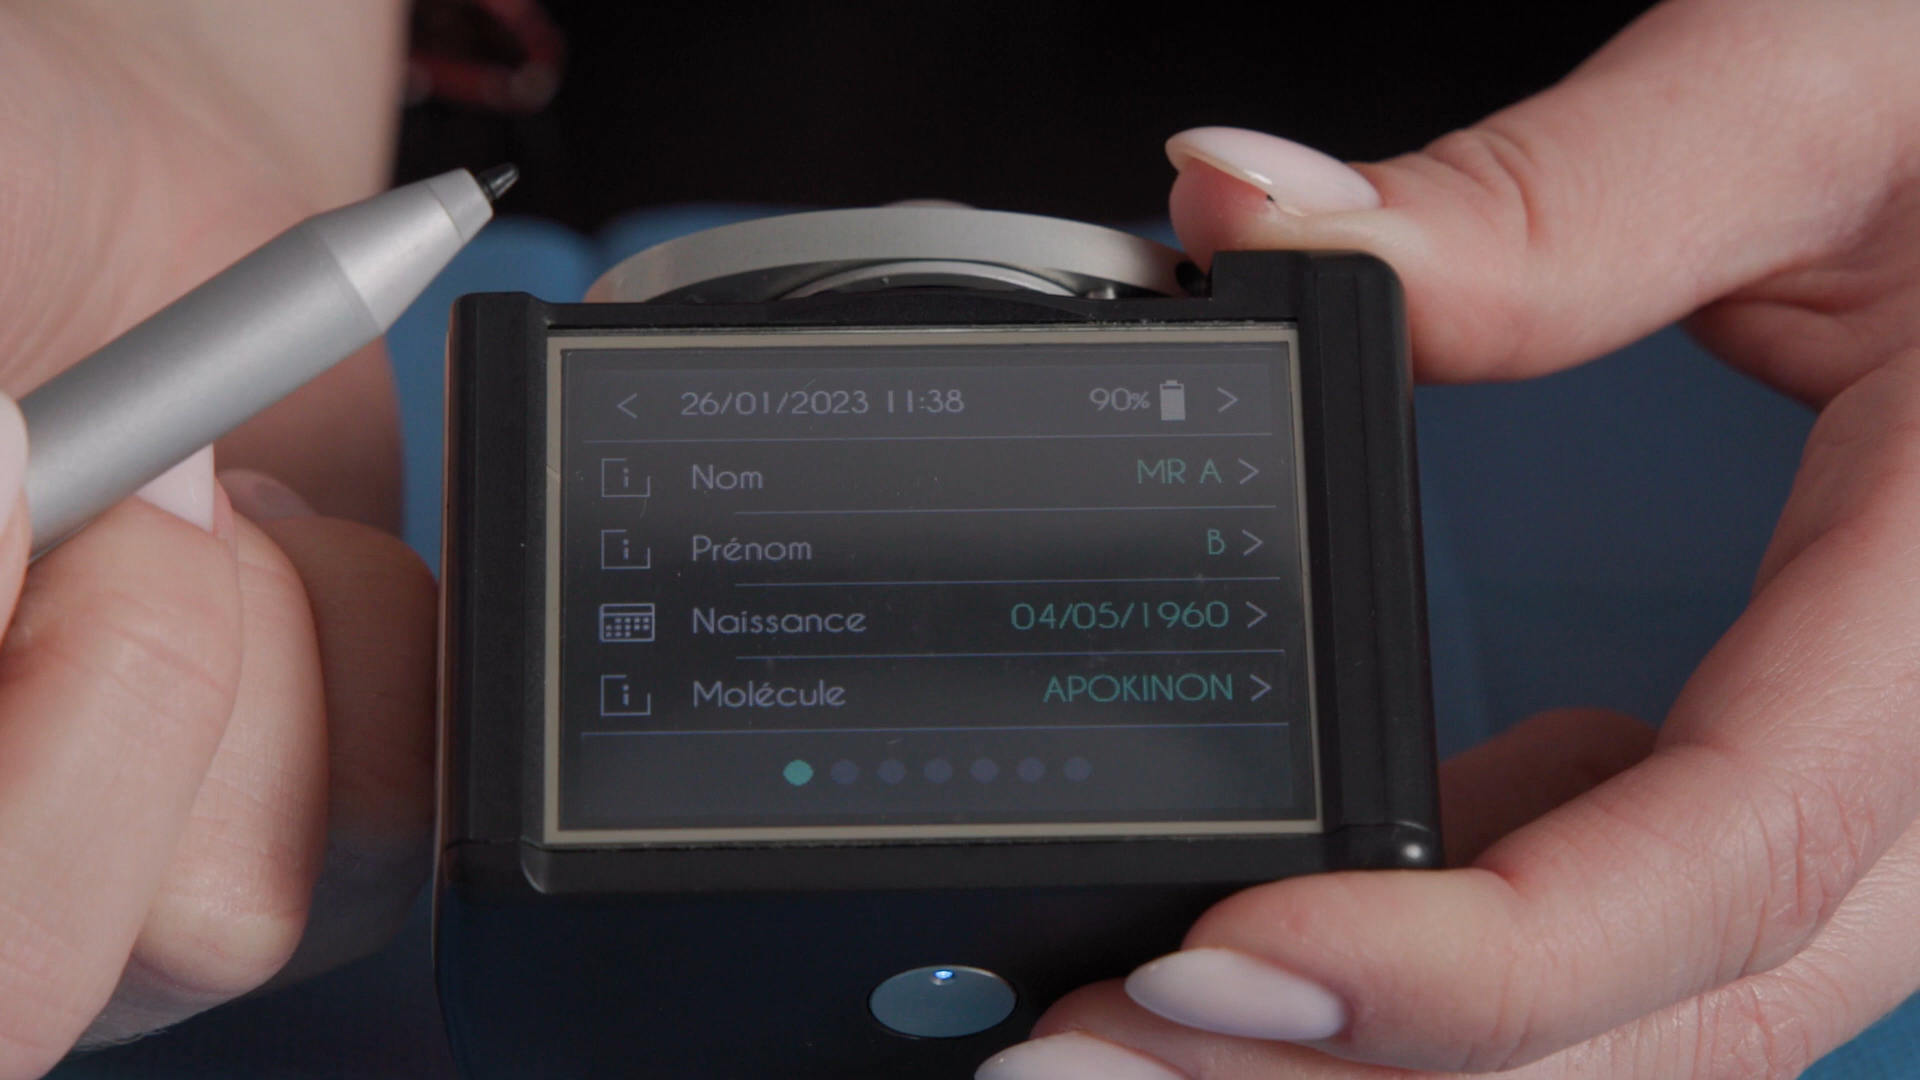 < 26/01/2023 11:38 90% >
Nom MR A >
Prénom B >
Naissance 04/05/1960 >
Molécule APOKINON >